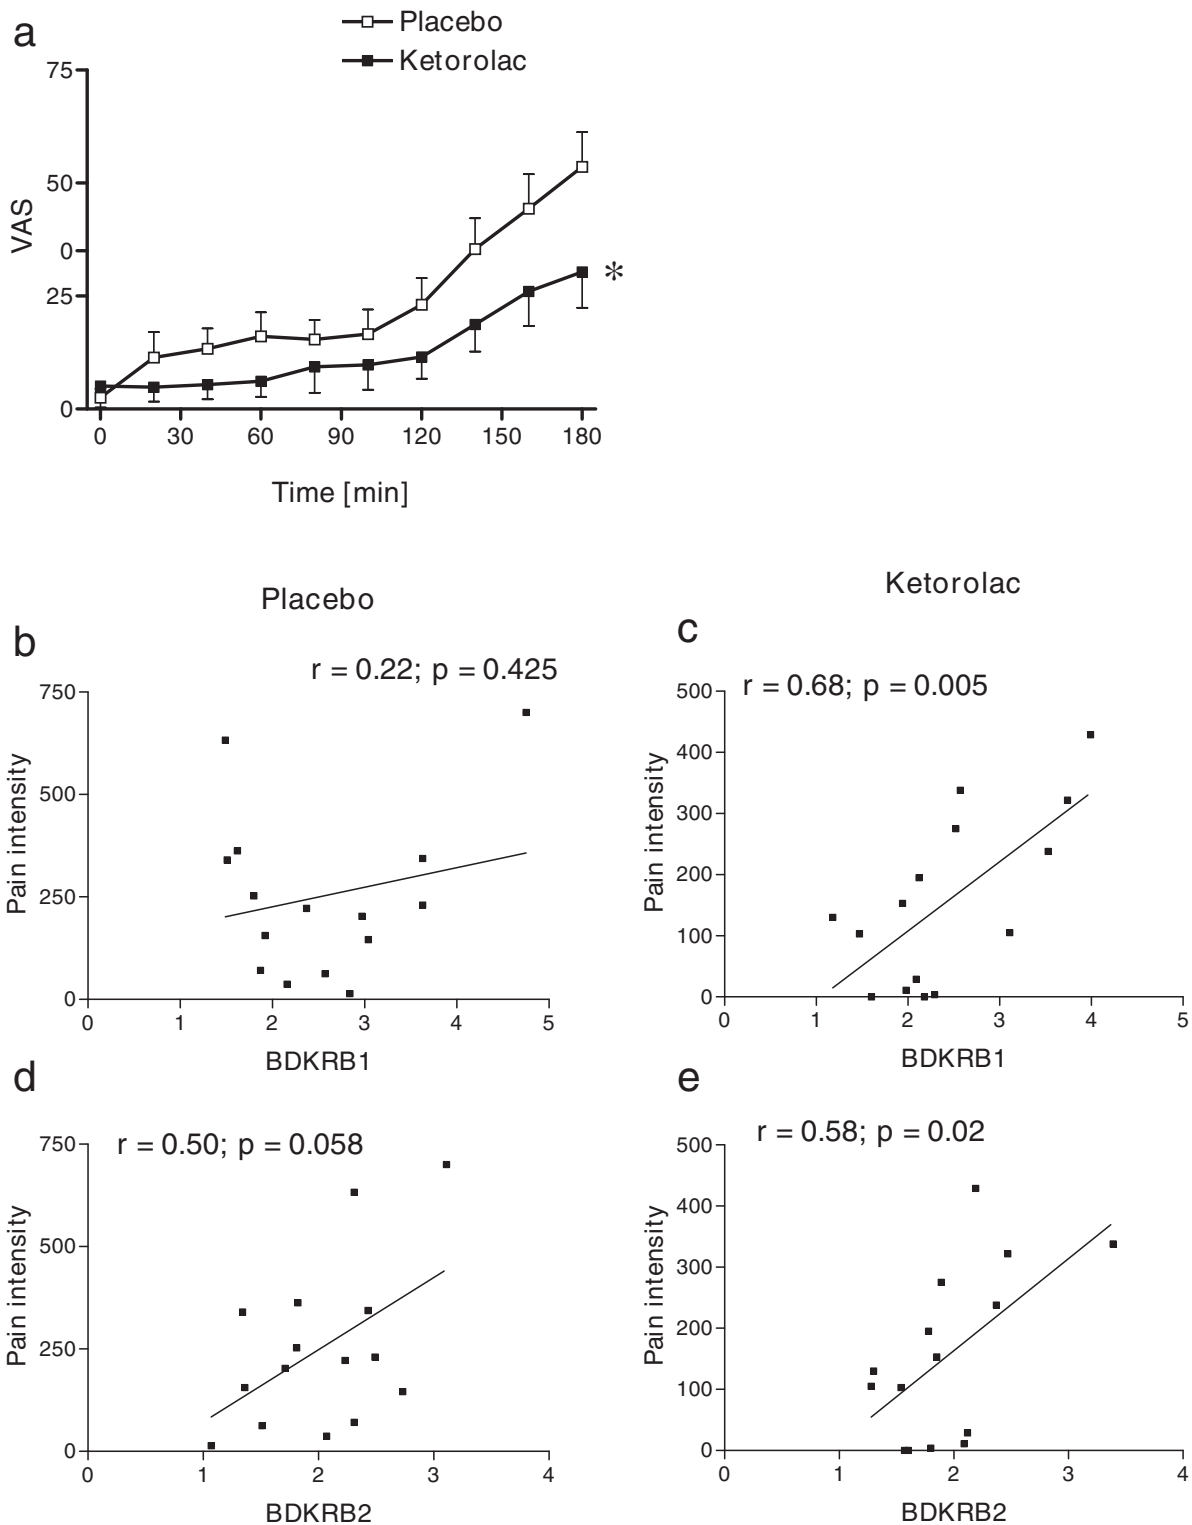 a
Placebo
Ketorolac
75
50
0
25
0
VAS
*
0 30 60 90 120 150 180
Time [min]
Placebo
Ketorolac
b
r = 0.22; p = 0.425
750
500
250
0
Pain intensity
0 1 2 3 4 5
BDKRB1
c
r = 0.68; p = 0.005
500
400
300
200
100
0
Pain intensity
0 1 2 3 4 5
BDKRB1
d
r = 0.50; p = 0.058
750
500
250
0
Pain intensity
0 1 2 3 4
BDKRB2
e
r = 0.58; p = 0.02
500
400
300
200
100
0
Pain intensity
0 1 2 3 4
BDKRB2